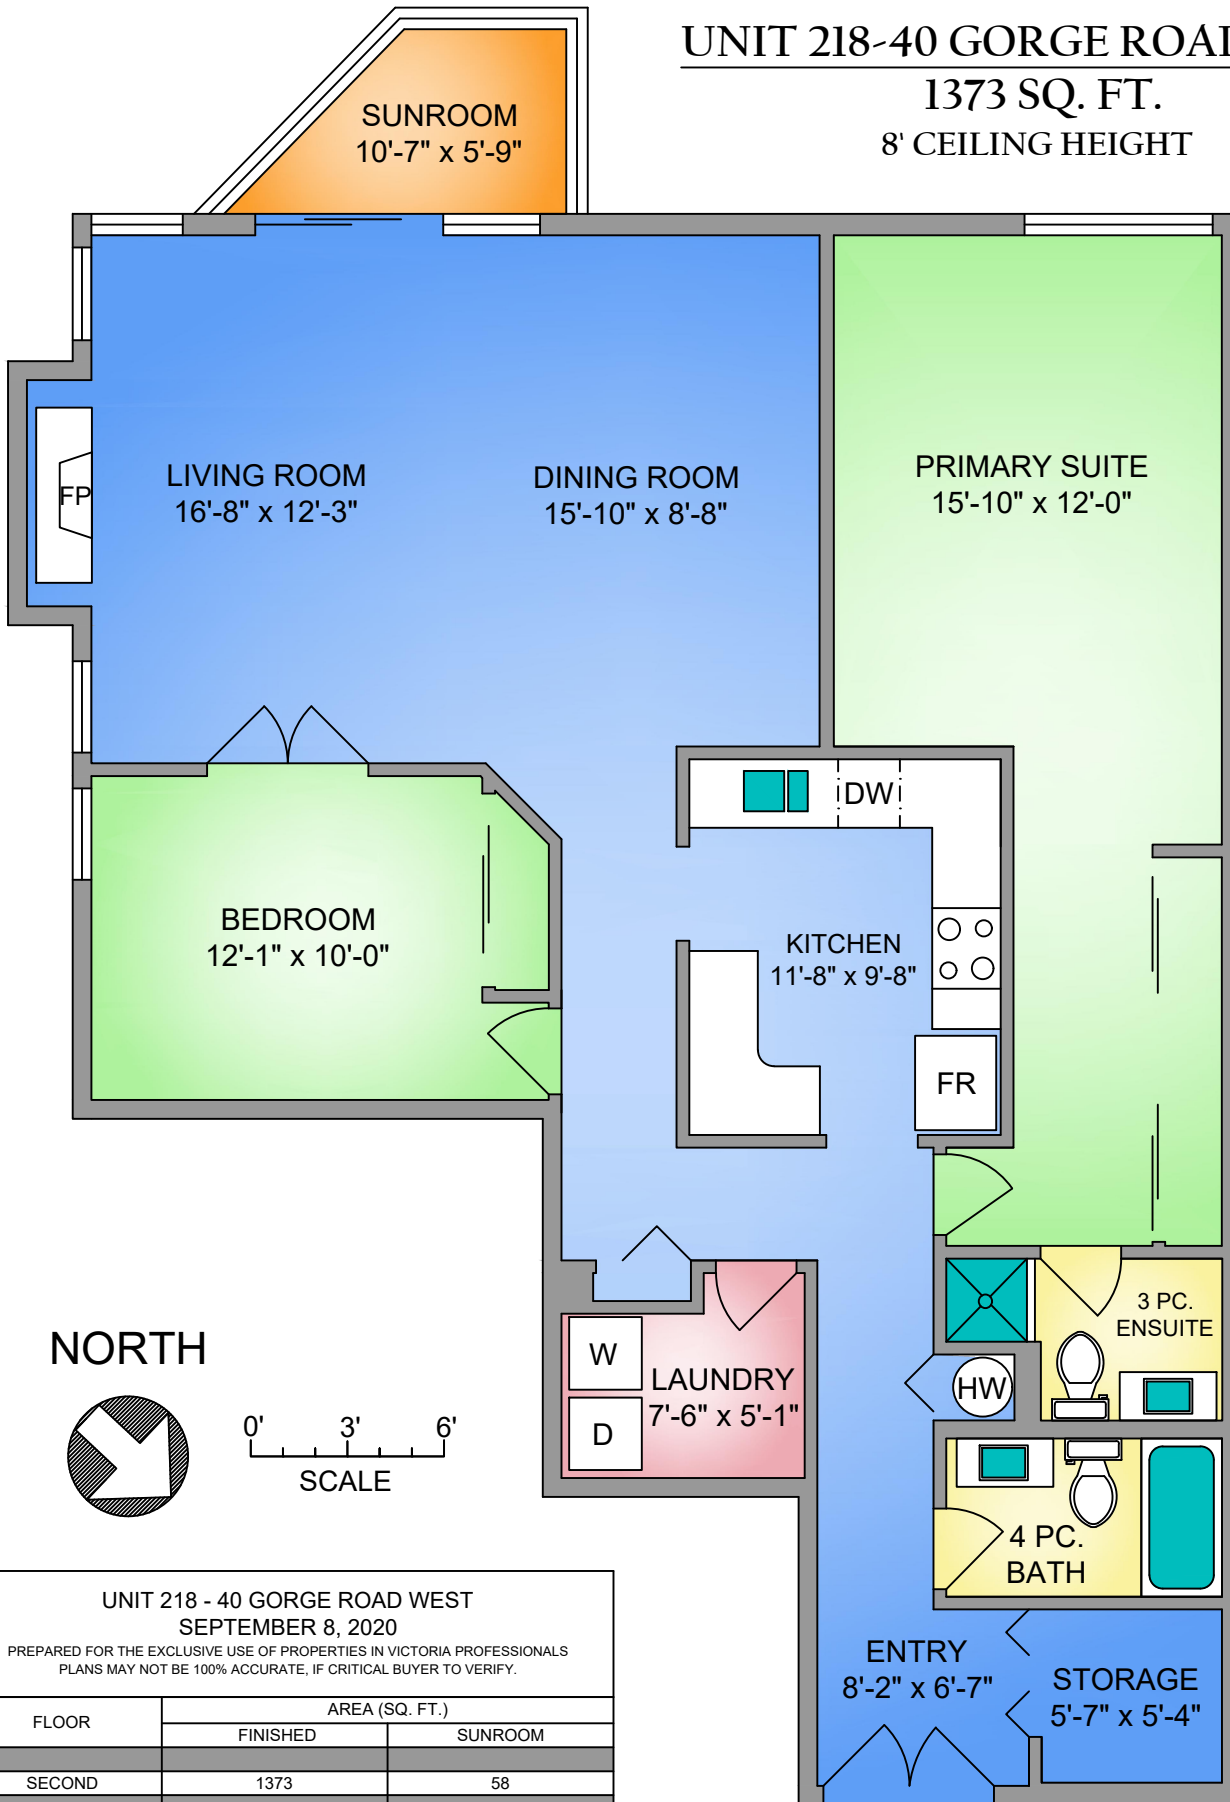 UNIT 218-40 GORGE ROAD
1373 SQ. FT.
8' CEILING HEIGHT
SUNROOM
10'-7" x 5'-9"
LIVING ROOM
16'-8" x 12'-3"
DINING ROOM
15'-10" x 8'-8"
PRIMARY SUITE
15'-10" x 12'-0"
FP
DW
BEDROOM
12'-1" x 10'-0"
KITCHEN
11'-8" x 9'-8"
FR
3 PC.
ENSUITE
NORTH
W
LAUNDRY
7'-6" x 5'-1"
D
HW
0' 3' 6'
SCALE
4 PC.
BATH
ENTRY
8'-2" x 6'-7"
STORAGE
5'-7" x 5'-4"
UNIT 218 - 40 GORGE ROAD WEST
SEPTEMBER 8, 2020
PREPARED FOR THE EXCLUSIVE USE OF PROPERTIES IN VICTORIA PROFESSIONALS
PLANS MAY NOT BE 100% ACCURATE, IF CRITICAL BUYER TO VERIFY.
FLOOR AREA (SQ. FT.)
FINISHED SUNROOM
SECOND 1373 58